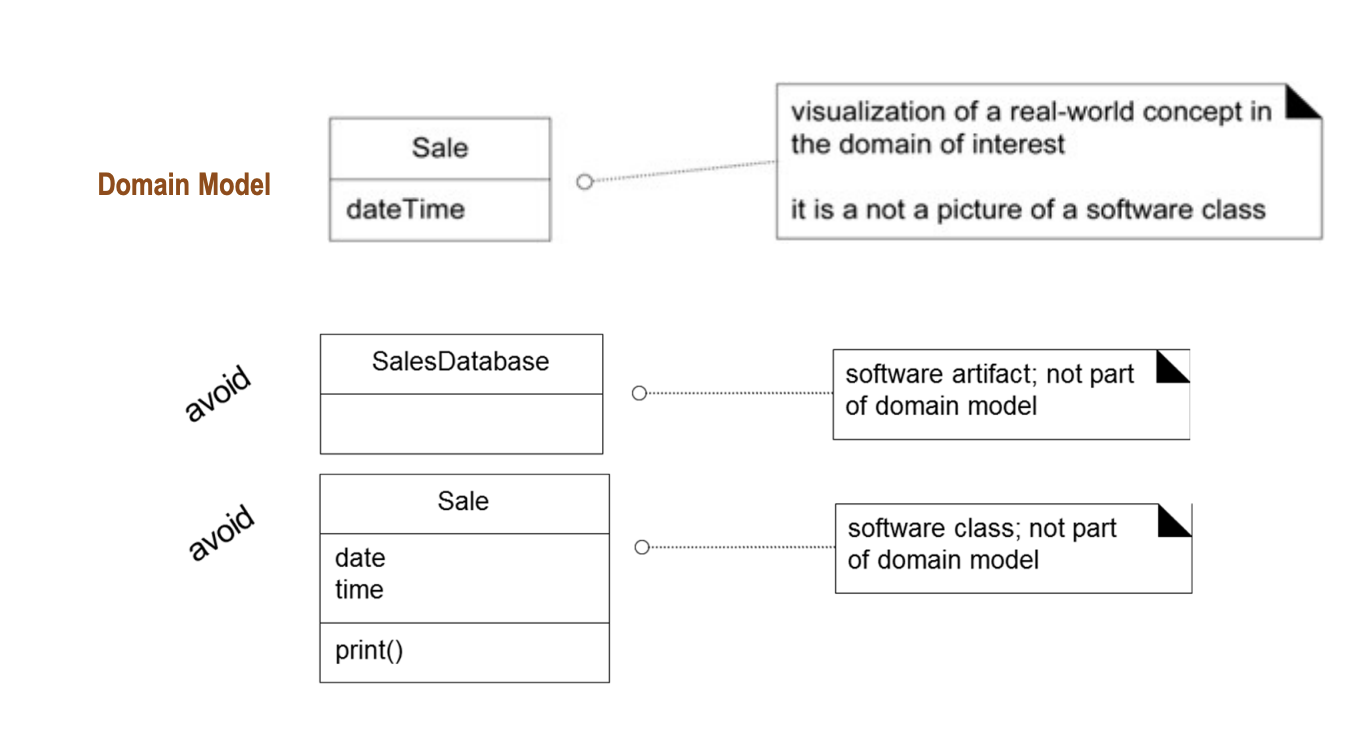 Domain Model
Sale
dateTime
visualization of a real-world concept in
the domain of interest
it is a not a picture of a software class
avoid
SalesDatabase
software artifact; not part
of domain model
avoid
Sale
date
time
print()
software class; not part
of domain model